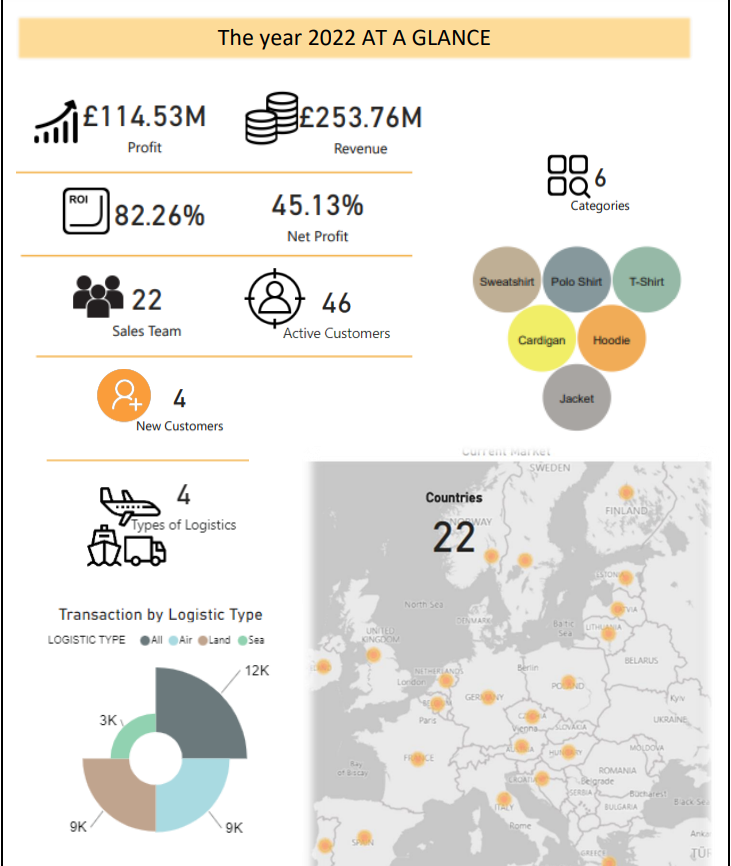 The year 2022 AT A GLANCE
£114.53M
Profit
£253.76M
Revenue
ROI
82.26%
45.13%
Net Profit
22
Sales Team
46
Active Customers
4
New Customers
4
Types of Logistics
6
Categories
Sweatshirt
Polo Shirt
T-Shirt
Cardigan
Hoodie
Jacket
Transaction by Logistic Type
LOGISTIC TYPE All Air Land Sea
12K
3K
9K
9K
Current Market
Countries
22
SWEDEN
FINLAND
NORWAY
North Sea
DENMARK
Baltic
Sea
LITHUANIA
UNITED
KINGDOM
BELARUS
NETHERLANDS
Berlin
London
GERMANY
POLAND
Kyiv
Paris
Vienna
SLOVAKIA
UKRAINE
FRANCE
AUSTRIA
HUNGARY
MOLDOVA
Bay
of Biscay
CROATIA
ROMANIA
Belgrade
SERBIA
Bucharest
BULGARIA
Black Sea
ITALY
Rome
SPAIN
GREECE
Anka
TÜR